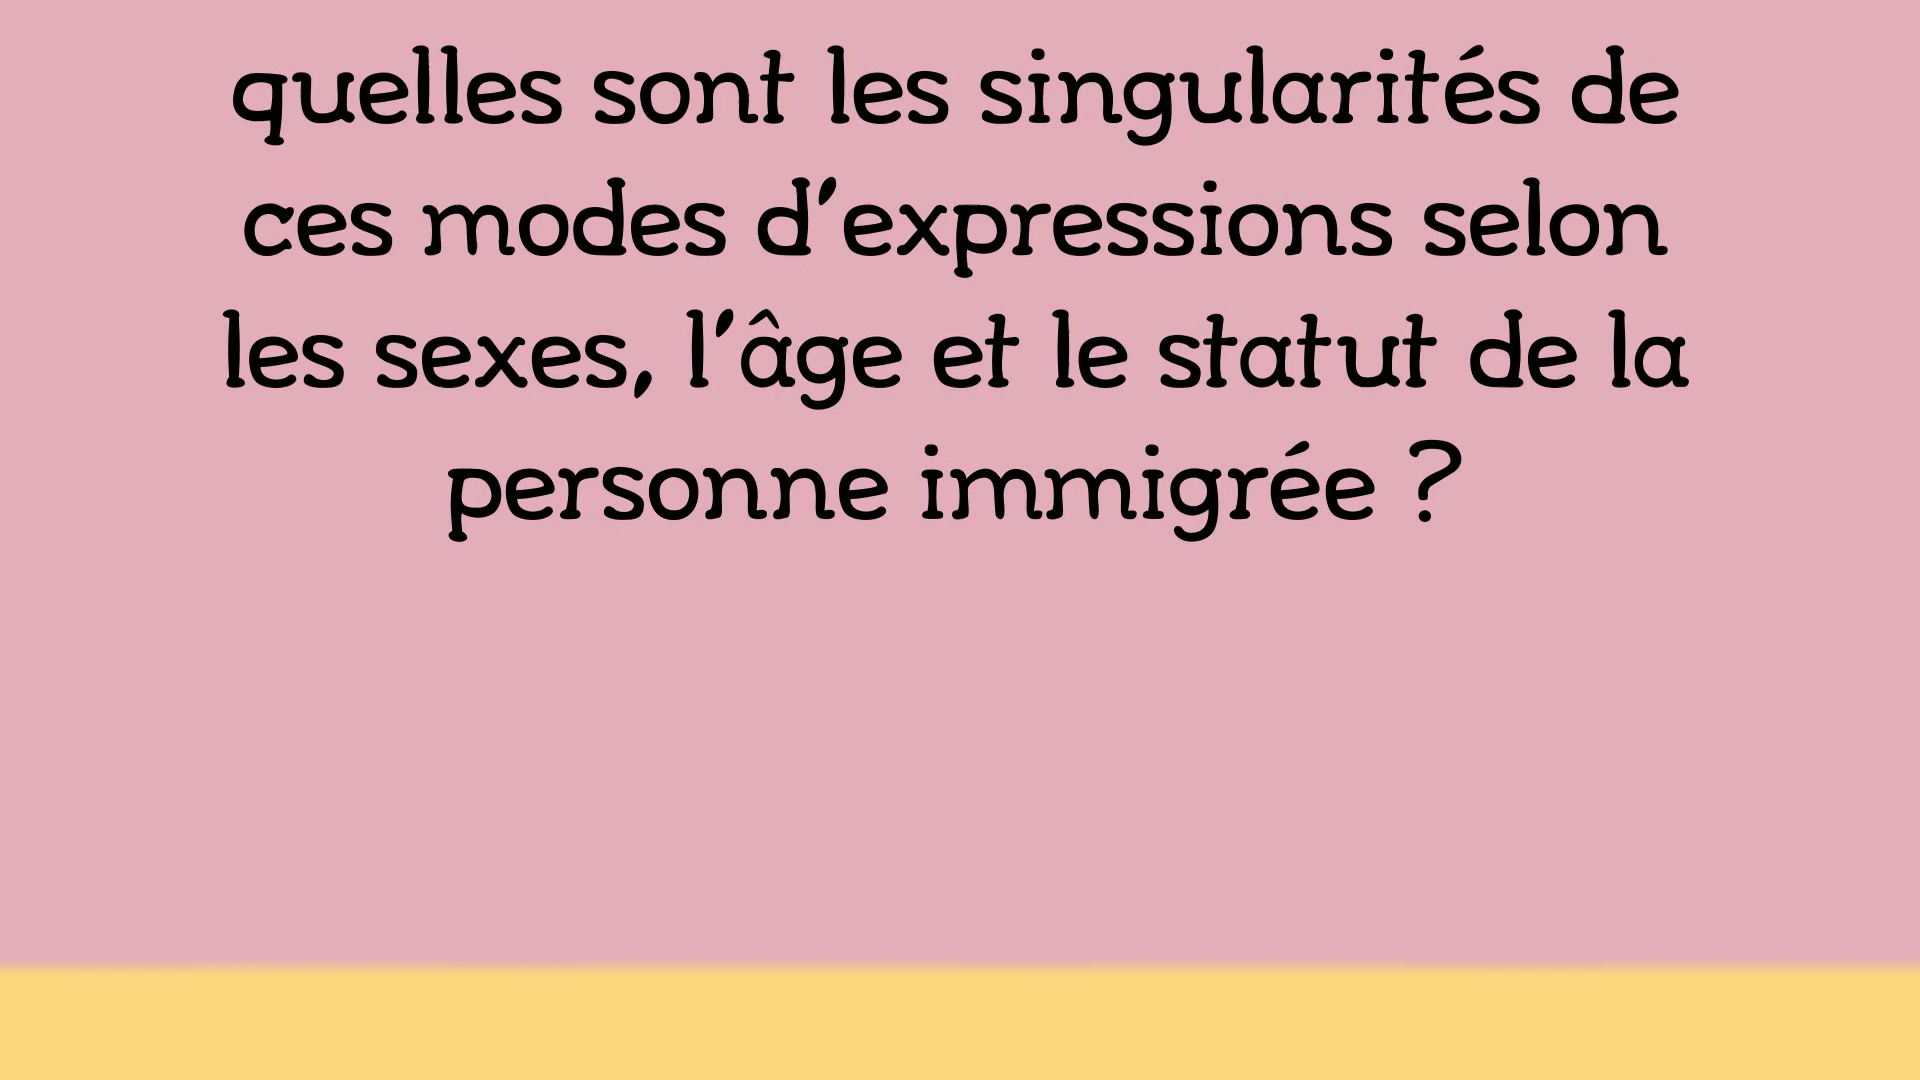 quelles sont les singularités de
ces modes d’expressions selon
les sexes, l’âge et le statut de la
personne immigrée ?